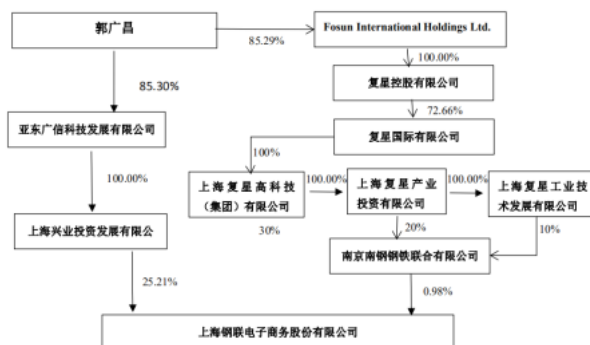 郭广昌
Fosun International Holdings Ltd.
85.29%
100.00%
85.30%
复星控股有限公司
72.66%
亚东广信科技发展有限公司
复星国际有限公司
100%
100.00%
上海复星高科技
（集团）有限公司
100.00%
上海复星产业
投资有限公司
100.00%
上海复星工业技
术发展有限公司
上海兴业投资发展有限公
30%
20%
10%
南京南钢钢铁联合有限公司
25.21%
0.98%
上海钢联电子商务股份有限公司